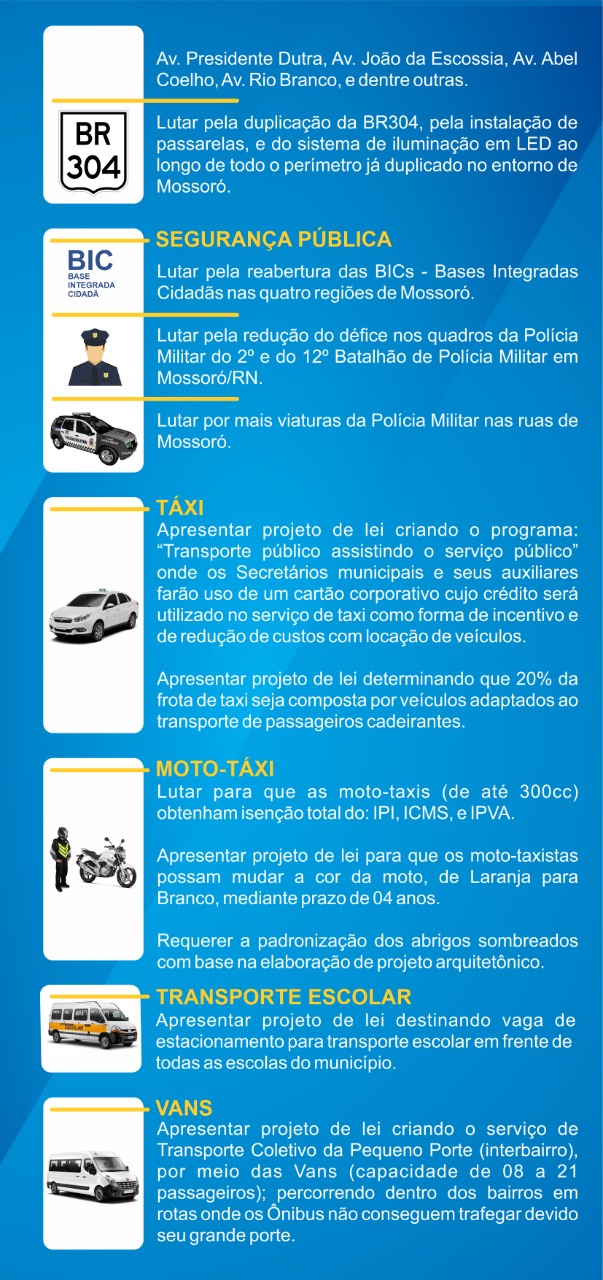 Av. Presidente Dutra, Av. João da Escossia, Av. Abel
Coelho, Av. Rio Branco, e dentre outras.
BR
304
Lutar pela duplicação da BR304, pela instalação de
passarelas, e do sistema de iluminação em LED ao
longo de todo o perímetro já duplicado no entorno de
Mossoró.
SEGURANÇA PÚBLICA
BIC
BASE
INTEGRADA
CIDADÃ
Lutar pela reabertura das BICs - Bases Integradas
Cidadãs nas quatro regiões de Mossoró.
Lutar pela redução do défice nos quadros da Polícia
Militar do 2º e do 12º Batalhão de Polícia Militar em
Mossoró/RN.
Lutar por mais viaturas da Polícia Militar nas ruas de
Mossoró.
TÁXI
Apresentar projeto de lei criando o programa:
“Transporte público assistindo o serviço público”
onde os Secretários municipais e seus auxiliares
farão uso de um cartão corporativo cujo crédito será
utilizado no serviço de taxi como forma de incentivo e
de redução de custos com locação de veículos.
Apresentar projeto de lei determinando que 20% da
frota de taxi seja composta por veículos adaptados ao
transporte de passageiros cadeirantes.
MOTO-TÁXI
Lutar para que as moto-taxis (de até 300cc)
obtenham isenção total do: IPI, ICMS, e IPVA.
Apresentar projeto de lei para que os moto-taxistas
possam mudar a cor da moto, de Laranja para
Branco, mediante prazo de 04 anos.
Requerer a padronização dos abrigos sombreados
com base na elaboração de projeto arquitetônico.
TRANSPORTE ESCOLAR
ESCOLAR
Apresentar projeto de lei destinando vaga de
estacionamento para transporte escolar em frente de
todas as escolas do município.
VANS
Apresentar projeto de lei criando o serviço de
Transporte Coletivo da Pequeno Porte (interbairro),
por meio das Vans (capacidade de 08 a 21
passageiros); percorrendo dentro dos bairros em
rotas onde os Ônibus não conseguem trafegar devido
seu grande porte.